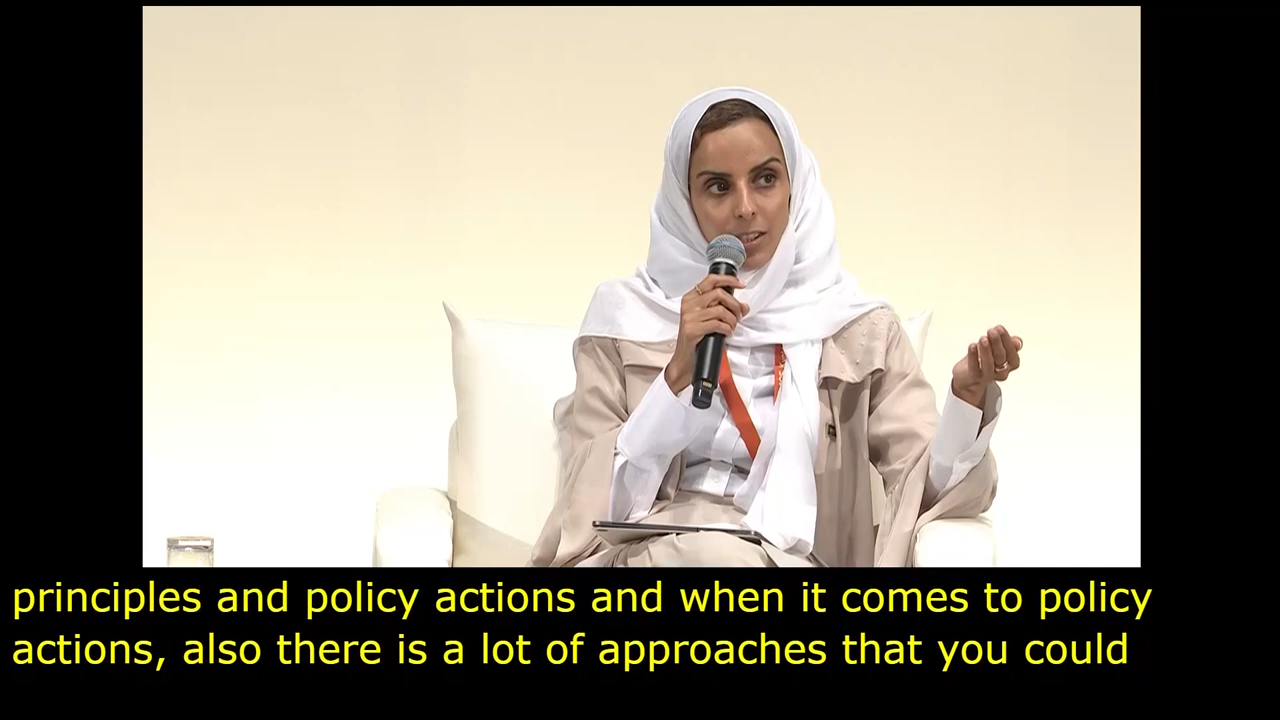 principles and policy actions and when it comes to policy
actions, also there is a lot of approaches that you could